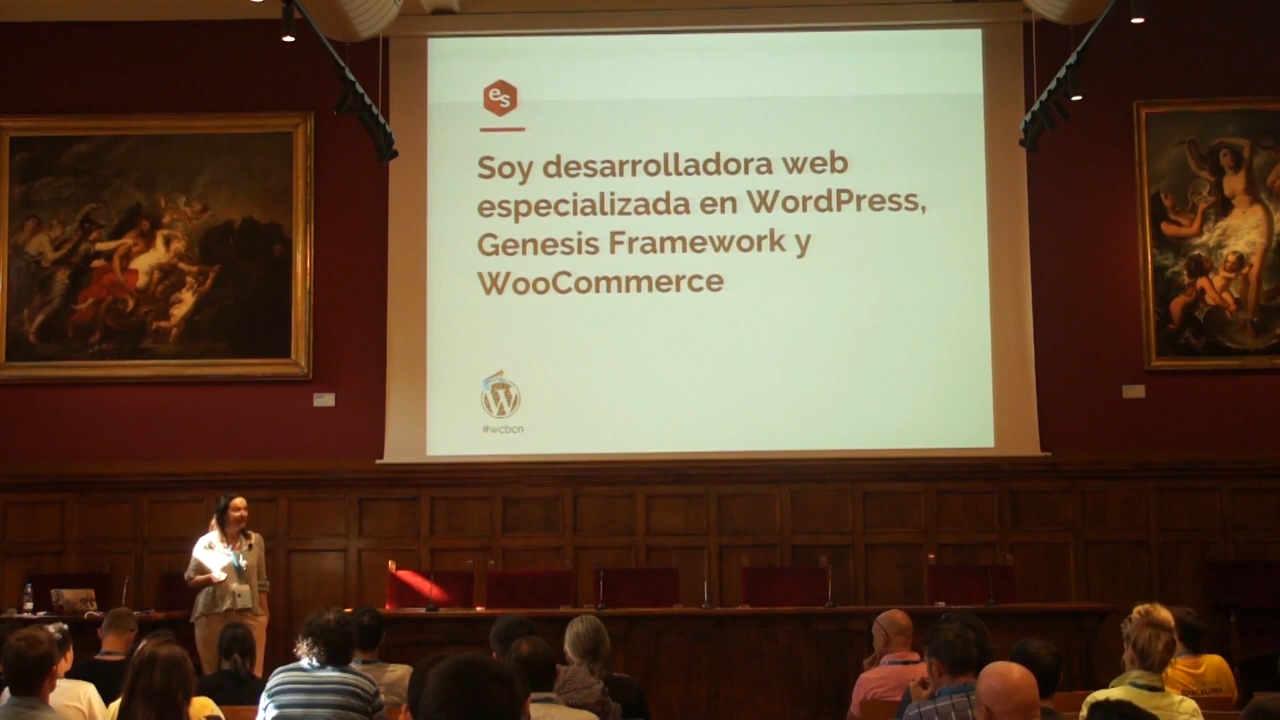 es
Soy desarrolladora web
especializada en WordPress,
Genesis Framework y
WooCommerce
W
#wcbcn